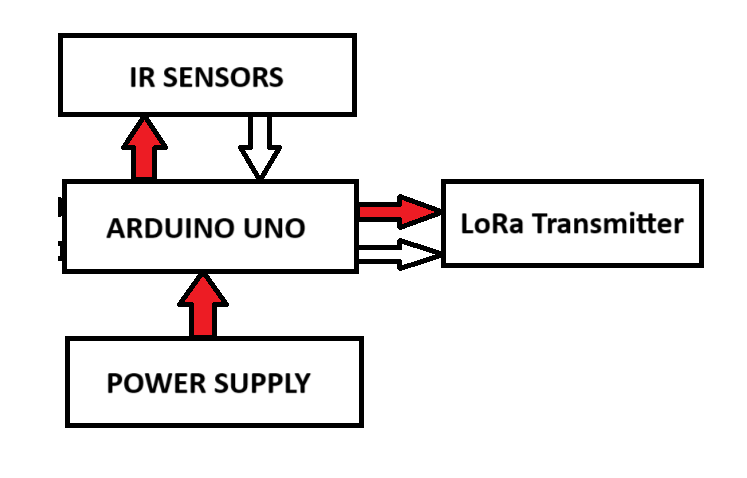 IR SENSORS
ARDUINO UNO
LoRa Transmitter
POWER SUPPLY